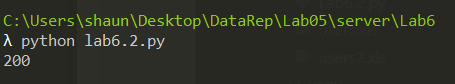 C:\Users\shaun\Desktop\DataRep\Lab05\server\Lab6
λ python lab6.2.py
200